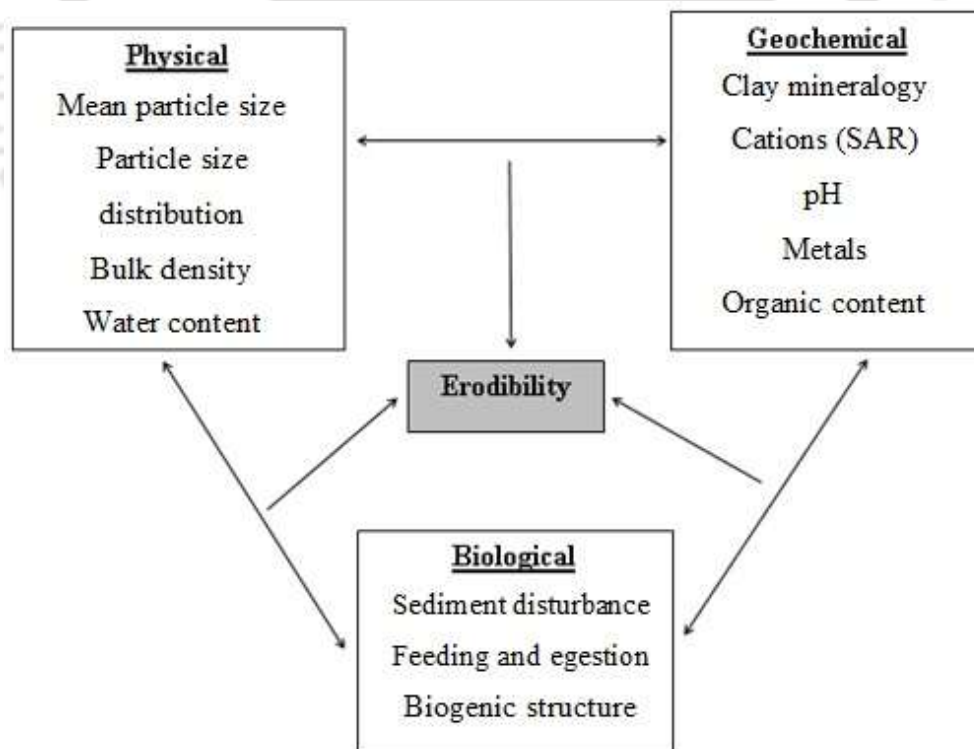 Physical
Mean particle size
Particle size
distribution
Bulk density
Water content
Geochemical
Clay mineralogy
Cations (SAR)
pH
Metals
Organic content
Erodibility
Biological
Sediment disturbance
Feeding and egestion
Biogenic structure